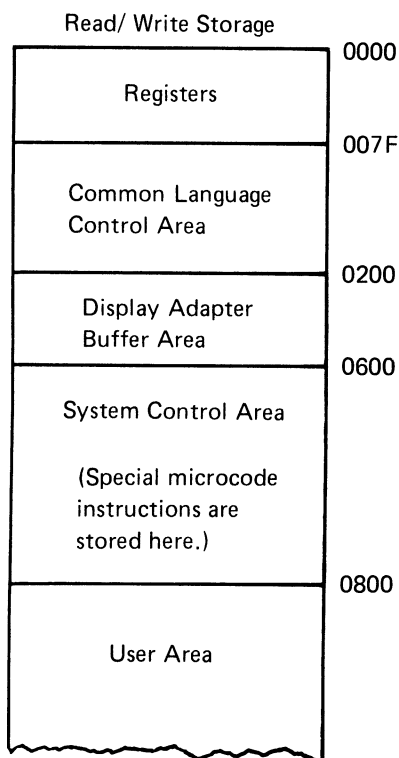 Read/ Write Storage
0000
Registers
007F
Common Language
Control Area
0200
Display Adapter
Buffer Area
0600
System Control Area
(Special microcode
instructions are
stored here.)
0800
User Area